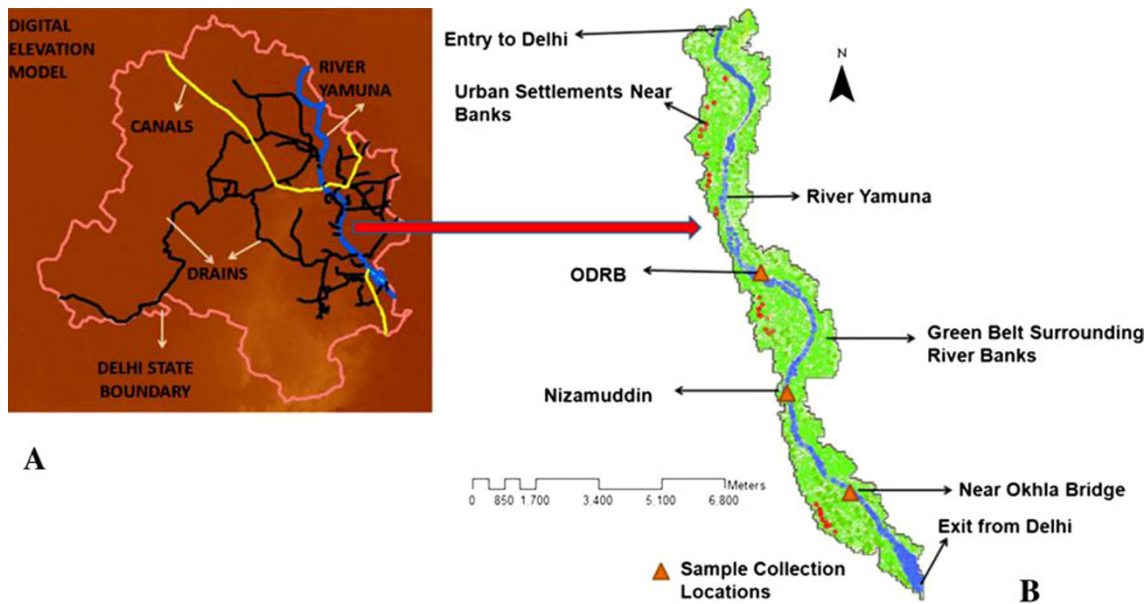 DIGITAL
ELEVATION
MODEL
RIVER
YAMUNA
CANALS
DRAINS
DELHI STATE
BOUNDARY
A
Entry to Delhi
N
Urban Settlements Near
Banks
River Yamuna
ODRB
Green Belt Surrounding
River Banks
Nizamuddin
Meters
0 850 1.700 3.400 5.100 6.800
Near Okhla Bridge
Exit from Delhi
Sample Collection
Locations
B